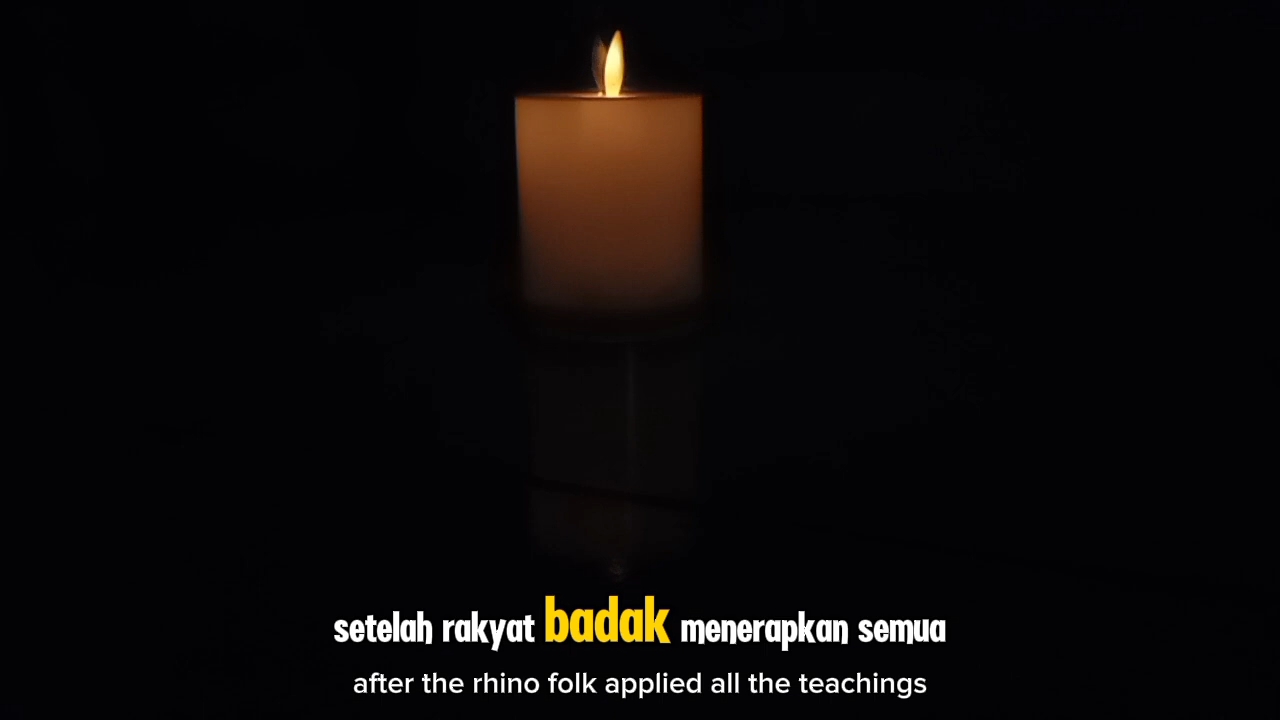 setelah rakyat badak menerapkan semua
after the rhino folk applied all the teachings